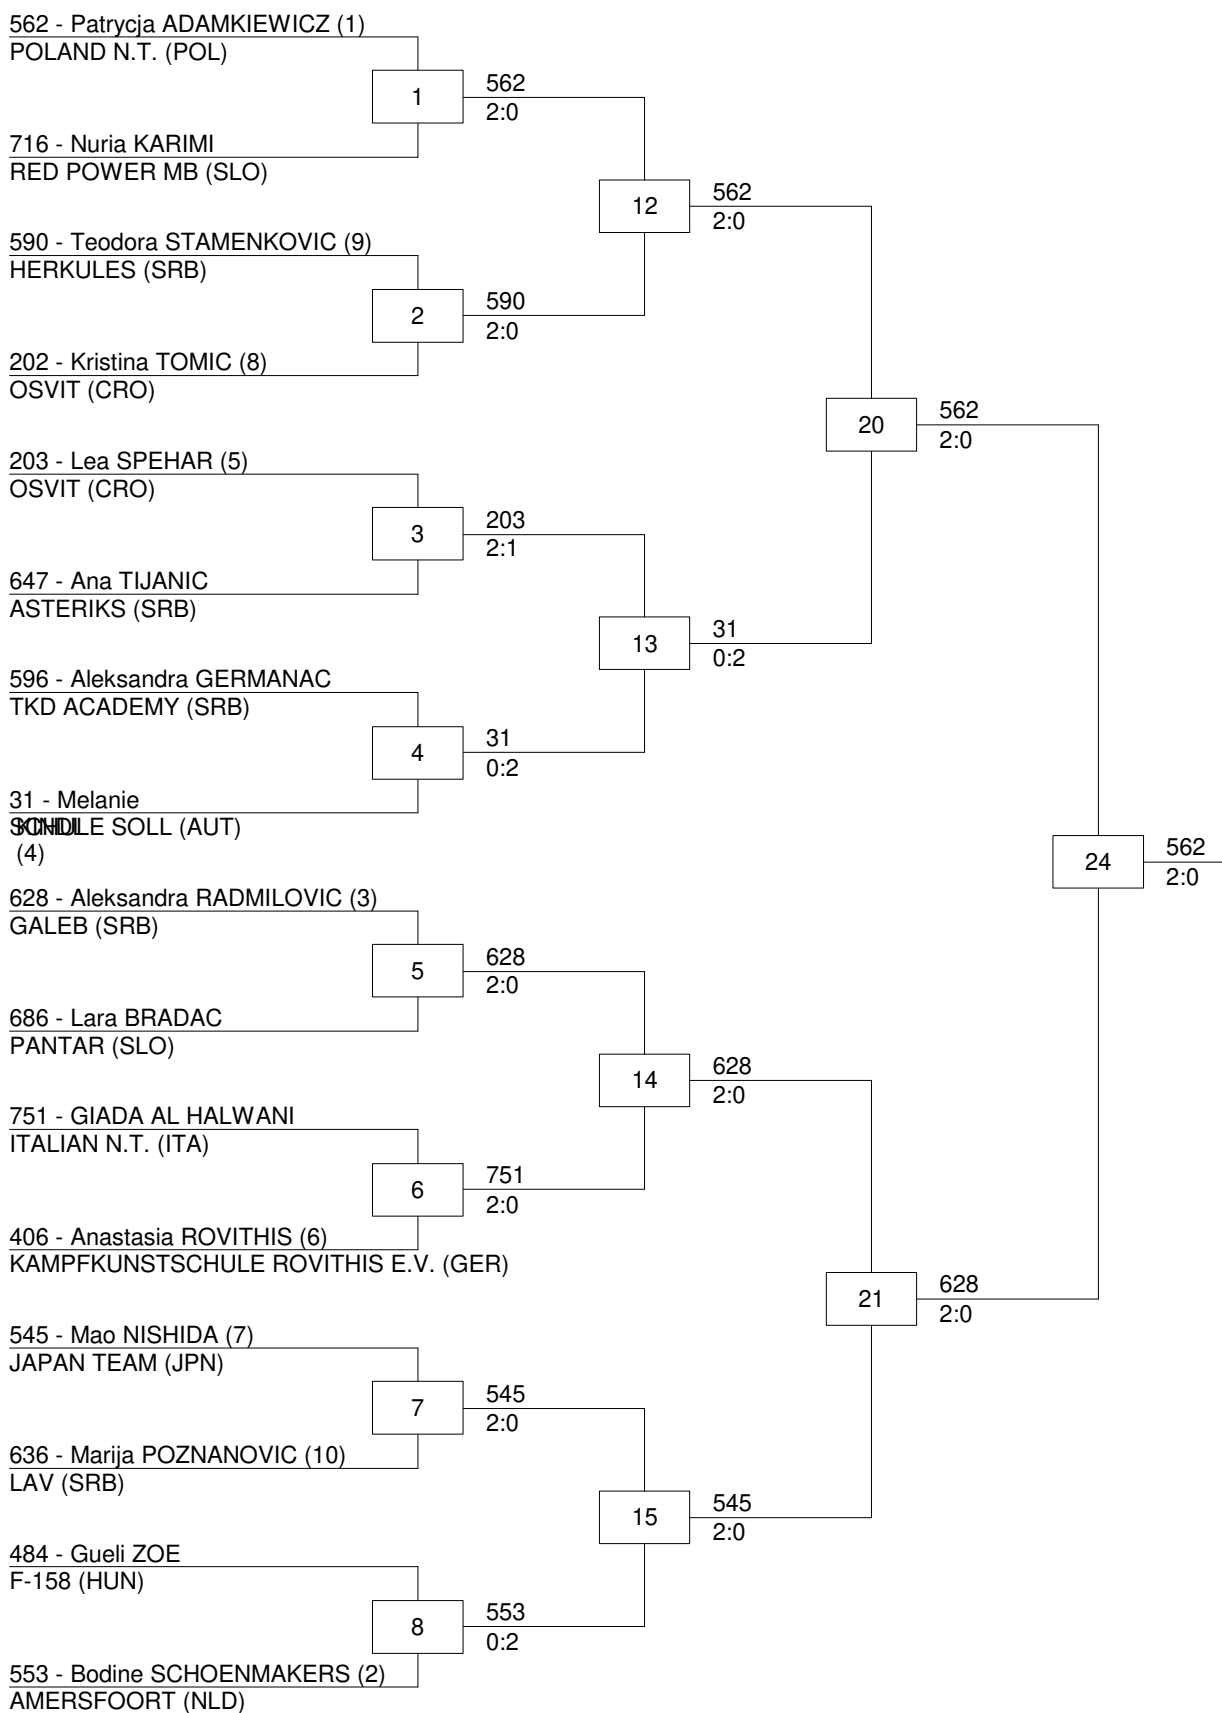 562 - Patrycja ADAMKIEWICZ (1)
POLAND N.T. (POL)
1
562
2:0
716 - Nuria KARIMI
RED POWER MB (SLO)
12
562
2:0
590 - Teodora STAMENKOVIC (9)
HERKULES (SRB)
2
590
2:0
202 - Kristina TOMIC (8)
OSVIT (CRO)
20
562
2:0
203 - Lea SPEHAR (5)
OSVIT (CRO)
3
203
2:1
647 - Ana TIJANIC
ASTERIKS (SRB)
13
31
0:2
596 - Aleksandra GERMANAC
TKD ACADEMY (SRB)
4
31
0:2
31 - Melanie
SOLL (AUT)
(4)
24
562
2:0
628 - Aleksandra RADMILOVIC (3)
GALEB (SRB)
5
628
2:0
686 - Lara BRADAC
PANTAR (SLO)
14
628
2:0
751 - GIADA AL HALWANI
ITALIAN N.T. (ITA)
6
751
2:0
406 - Anastasia ROVITHIS (6)
KAMPFKUNSTSCHULE ROVITHIS E.V. (GER)
21
628
2:0
545 - Mao NISHIDA (7)
JAPAN TEAM (JPN)
7
545
2:0
636 - Marija POZNANOVIC (10)
LAV (SRB)
15
545
2:0
484 - Gueli ZOE
F-158 (HUN)
8
553
0:2
553 - Bodine SCHOENMAKERS (2)
AMERSFOORT (NLD)